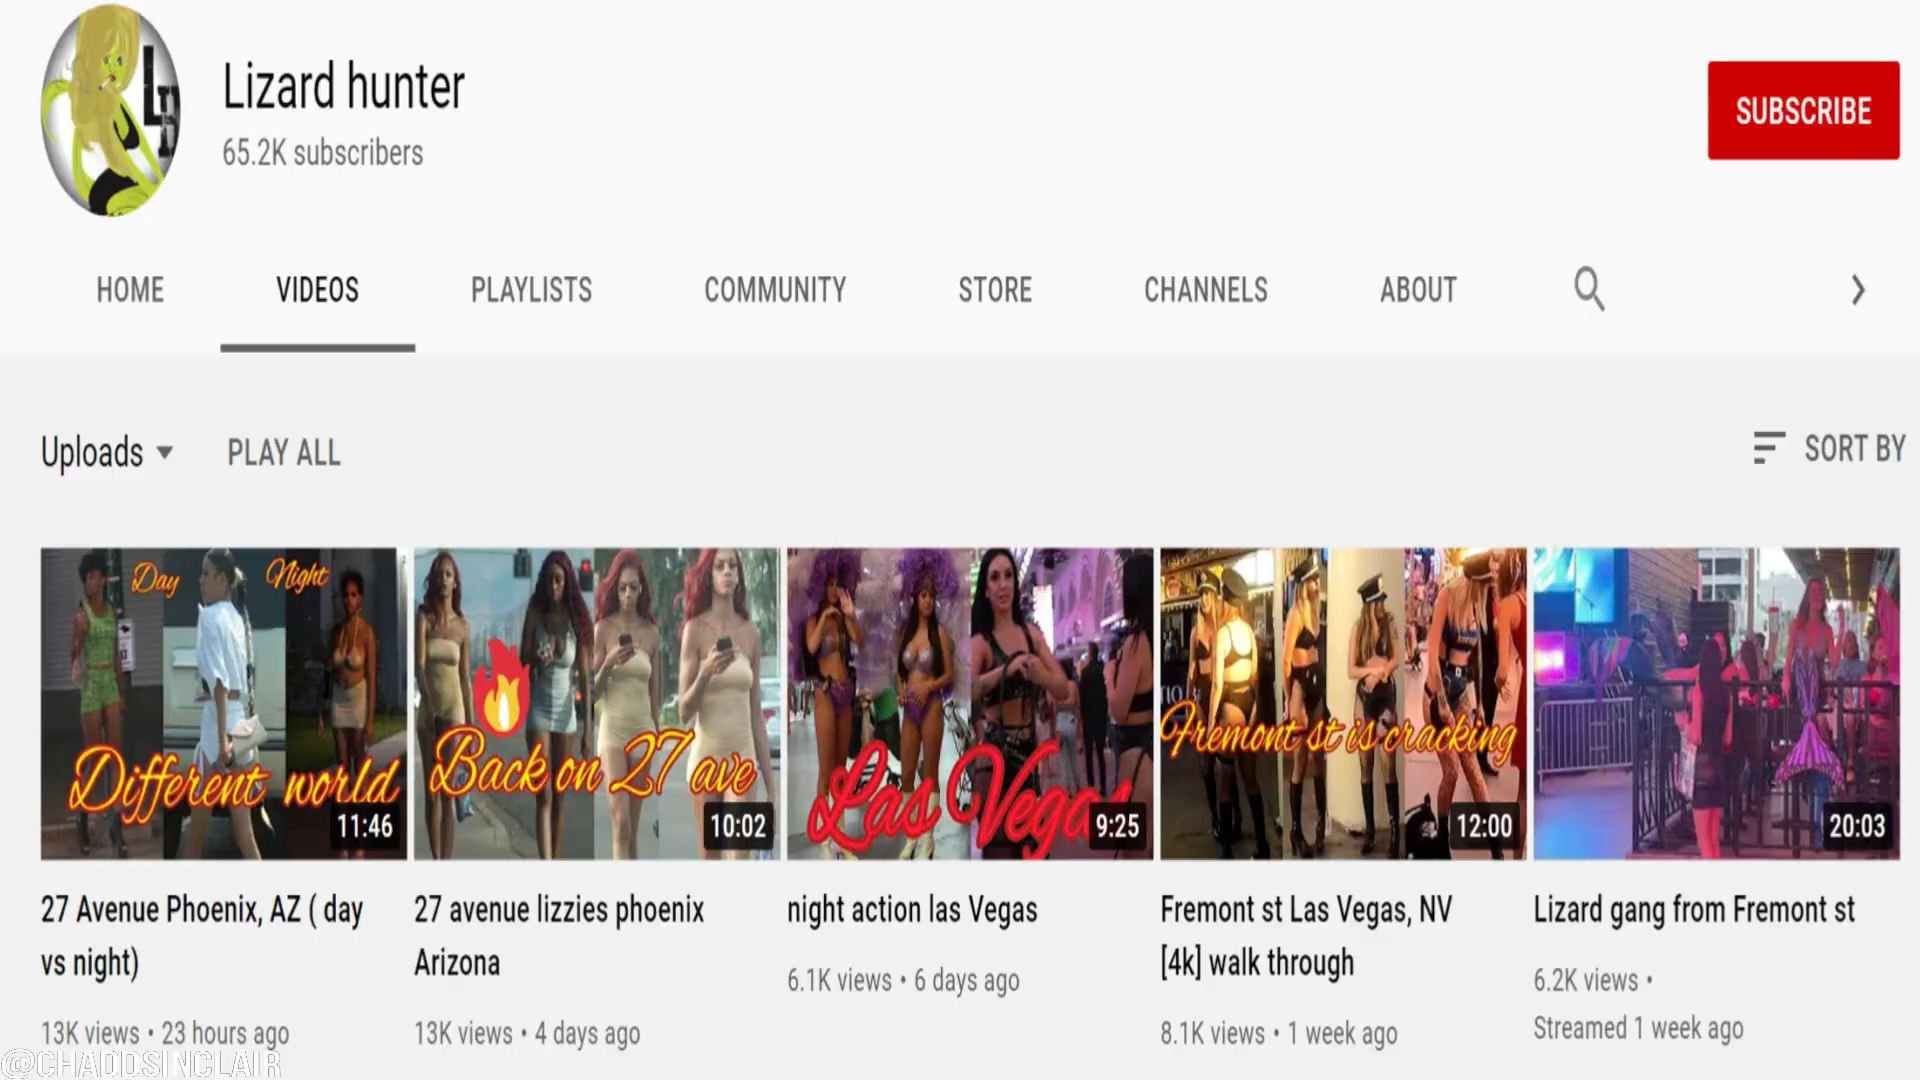 LH
Lizard hunter
65.2K subscribers
SUBSCRIBE
HOME VIDEOS PLAYLISTS COMMUNITY STORE CHANNELS ABOUT
Uploads PLAY ALL SORT BY
Day Night
Different world
11:46
Back on 27 ave
10:02
Las Vegas
9:25
Fremont st is cracking
12:00
20:03
27 Avenue Phoenix, AZ ( day
vs night)
13K views • 23 hours ago
27 avenue lizzies phoenix
Arizona
13K views • 4 days ago
night action las Vegas
6.1K views • 6 days ago
Fremont st Las Vegas, NV
[4k] walk through
8.1K views • 1 week ago
Lizard gang from Fremont st
6.2K views •
Streamed 1 week ago
@CHADDSINCLAIR